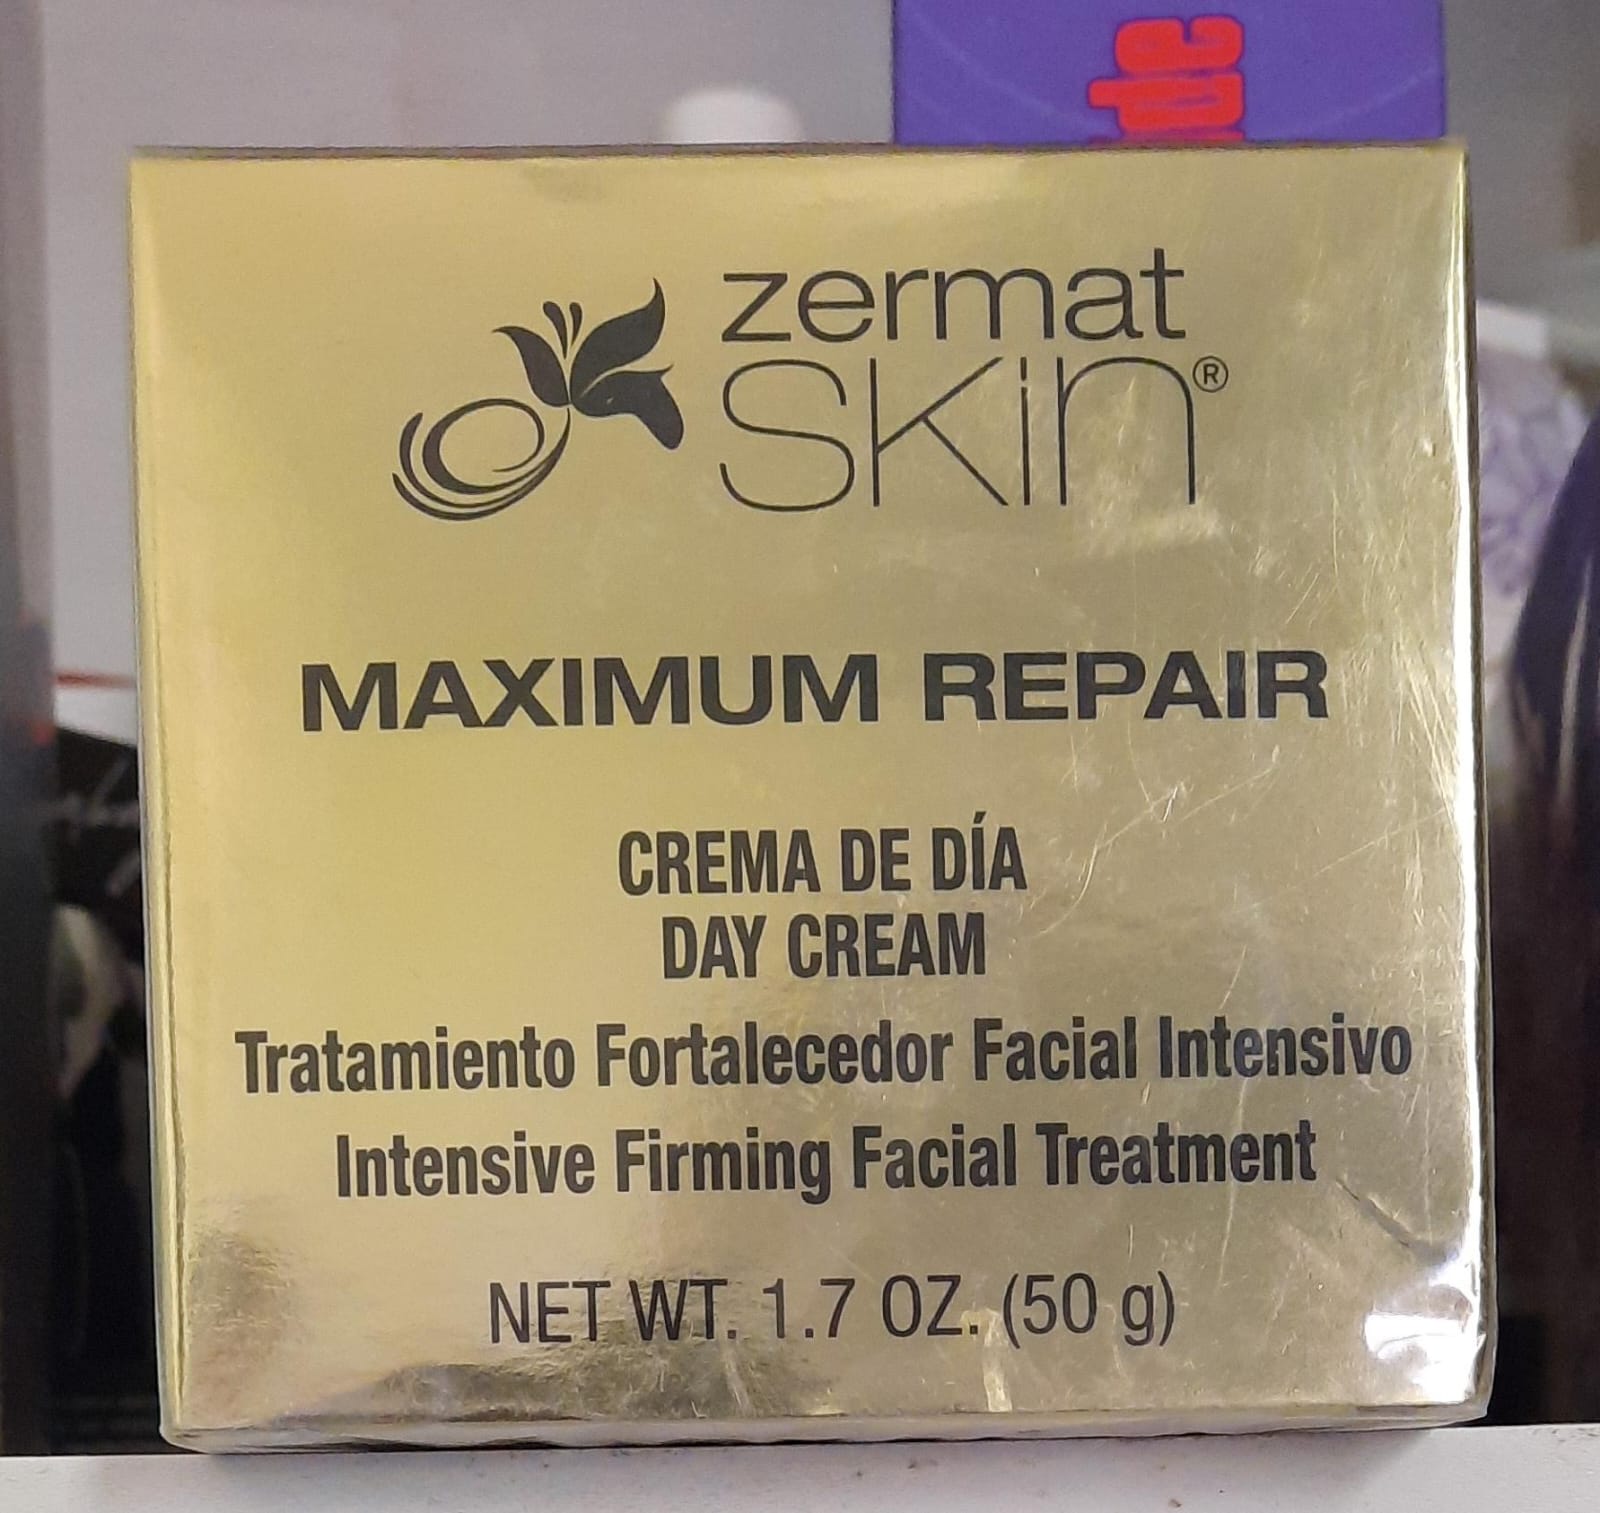 zermat
SKin®
MAXIMUM REPAIR
CREMA DE DÍA
DAY CREAM
Tratamiento Fortalecedor Facial Intensivo
Intensive Firming Facial Treatment
NET WT. 1.7 OZ. (50 g)